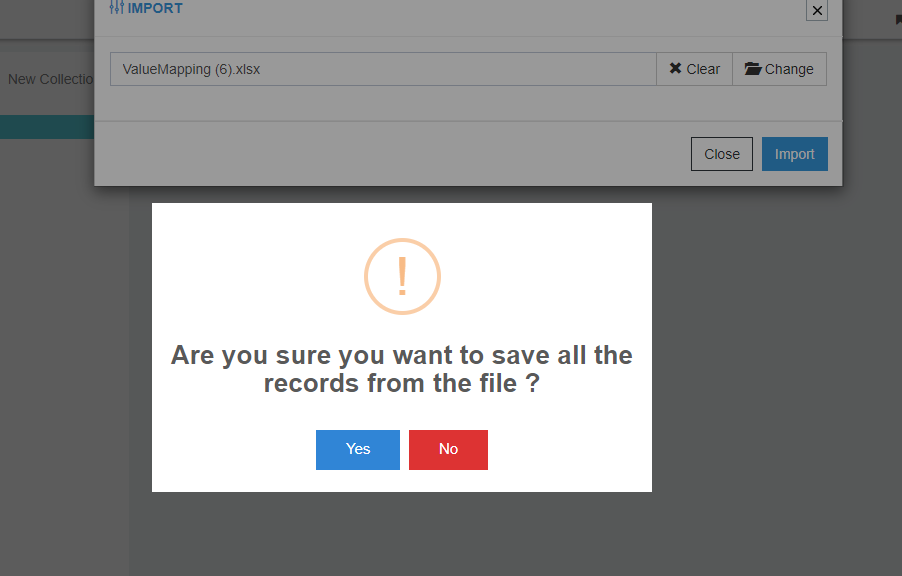 IMPORT
New Collectio
ValueMapping (6).xlsx
Clear
Change
Close
Import
!
Are you sure you want to save all the
records from the file ?
Yes
No